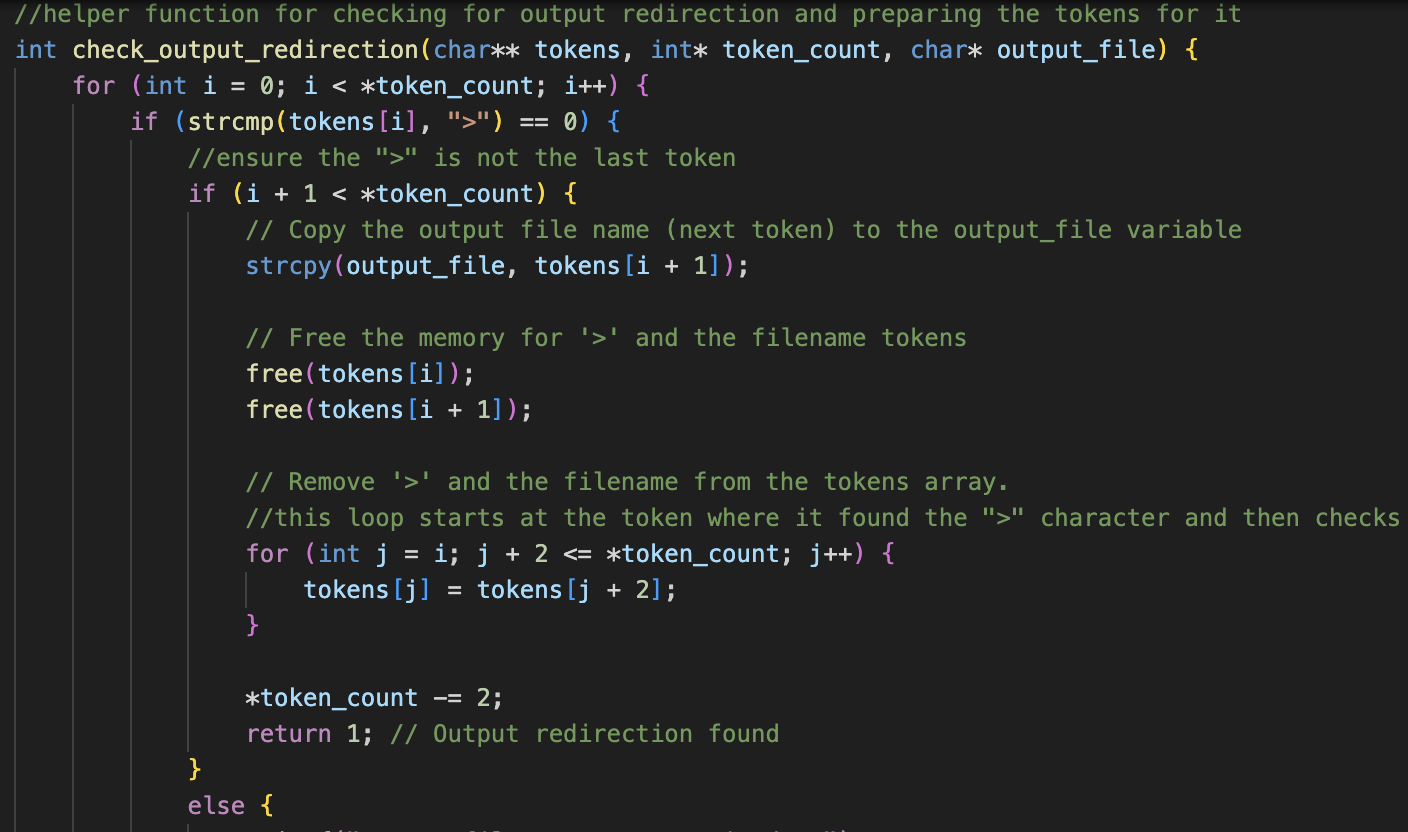 //helper function for checking for output redirection and preparing the tokens for it
int check_output_redirection(char** tokens, int* token_count, char* output_file) {
    for (int i = 0; i < *token_count; i++) {
        if (strcmp(tokens[i], ">") == 0) {
            //ensure the ">" is not the last token
            if (i + 1 < *token_count) {
                // Copy the output file name (next token) to the output_file variable
                strcpy(output_file, tokens[i + 1]);

                // Free the memory for '>' and the filename tokens
                free(tokens[i]);
                free(tokens[i + 1]);

                // Remove '>' and the filename from the tokens array.
                //this loop starts at the token where it found the ">" character and then checks
                for (int j = i; j + 2 <= *token_count; j++) {
                    tokens[j] = tokens[j + 2];
                }

                *token_count -= 2;
                return 1; // Output redirection found
            }
            else {